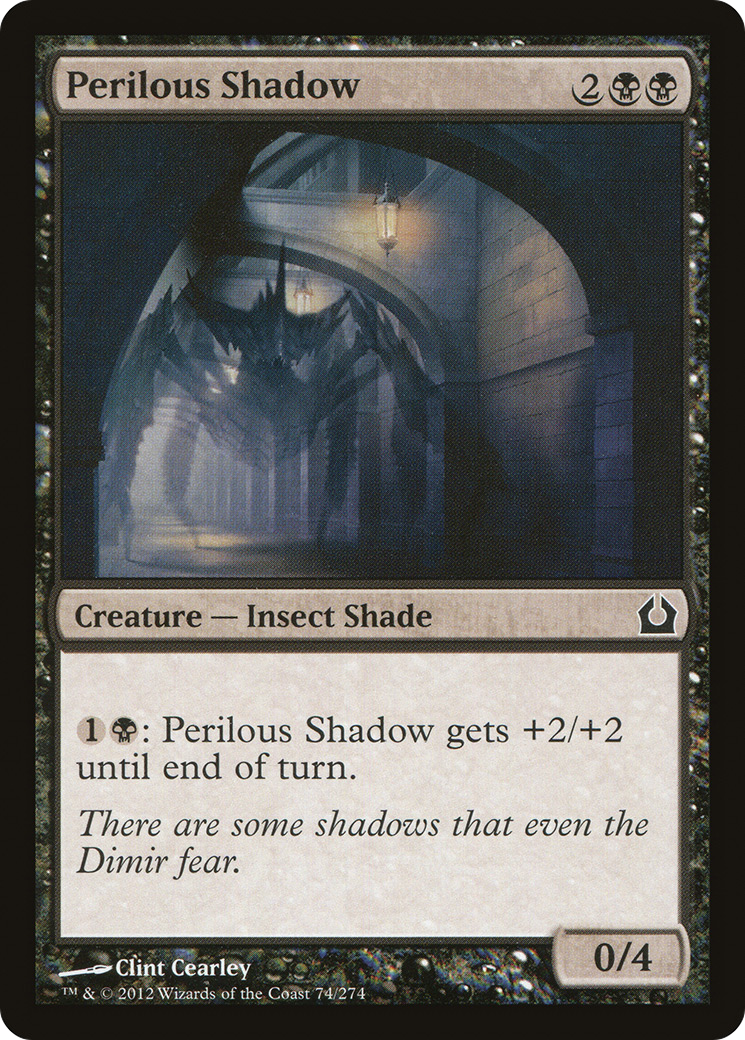 Perilous Shadow 2
1: Perilous Shadow gets +2/+2
until end of turn.
There are some shadows that even the
Dimir fear.
Creature — Insect Shade
0/4
Clint Cearley
™ & © 2012 Wizards of the Coast 74/274